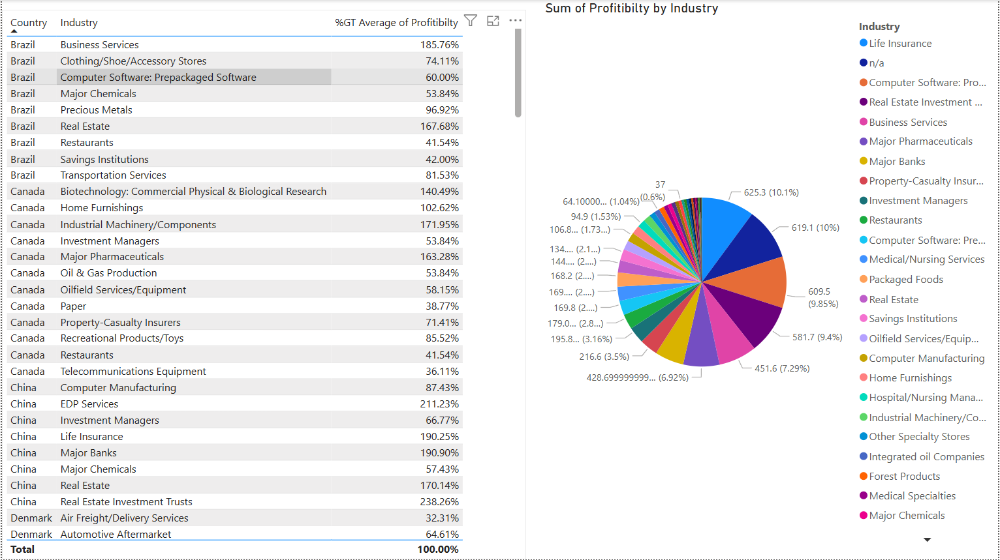 Country Industry %GT Average of Profitibilty
Brazil Business Services 185.76%
Brazil Clothing/Shoe/Accessory Stores 74.11%
Brazil Computer Software: Prepackaged Software 60.00%
Brazil Major Chemicals 53.84%
Brazil Precious Metals 96.92%
Brazil Real Estate 167.68%
Brazil Restaurants 41.54%
Brazil Savings Institutions 42.00%
Brazil Transportation Services 81.53%
Canada Biotechnology: Commercial Physical & Biological Research 140.49%
Canada Home Furnishings 102.62%
Canada Industrial Machinery/Components 171.95%
Canada Investment Managers 53.84%
Canada Major Pharmaceuticals 163.28%
Canada Oil & Gas Production 53.84%
Canada Oilfield Services/Equipment 58.15%
Canada Paper 38.77%
Canada Property-Casualty Insurers 71.41%
Canada Recreational Products/Toys 85.52%
Canada Restaurants 41.54%
Canada Telecommunications Equipment 36.11%
China Computer Manufacturing 87.43%
China EDP Services 211.23%
China Investment Managers 66.77%
China Life Insurance 190.25%
China Major Banks 190.90%
China Major Chemicals 57.43%
China Real Estate 170.14%
China Real Estate Investment Trusts 238.26%
Denmark Air Freight/Delivery Services 32.31%
Denmark Automotive Aftermarket 64.61%
Total 100.00%
Sum of Profitibilty by Industry
625.3 (10.1%)
619.1 (10%)
609.5
(9.85%)
581.7 (9.4%)
451.6 (7.29%)
428.699999999... (6.92%)
216.6 (3.5%)
195.8... (3.16%)
179.0... (2.8...)
169.8 (2....)
169.... (2....)
168.2 (2....)
144.... (2....)
134.... (2.1...)
106.8... (1.73...)
94.9 (1.53%)
64.10000... (1.04%)
37
(0.6%)
Industry
Life Insurance
n/a
Computer Software: Pro...
Real Estate Investment ...
Business Services
Major Pharmaceuticals
Major Banks
Property-Casualty Insur...
Investment Managers
Restaurants
Computer Software: Pre...
Medical/Nursing Services
Packaged Foods
Real Estate
Savings Institutions
Oilfield Services/Equip...
Computer Manufacturing
Home Furnishings
Hospital/Nursing Mana...
Industrial Machinery/Co...
Other Specialty Stores
Integrated oil Companies
Forest Products
Medical Specialties
Major Chemicals